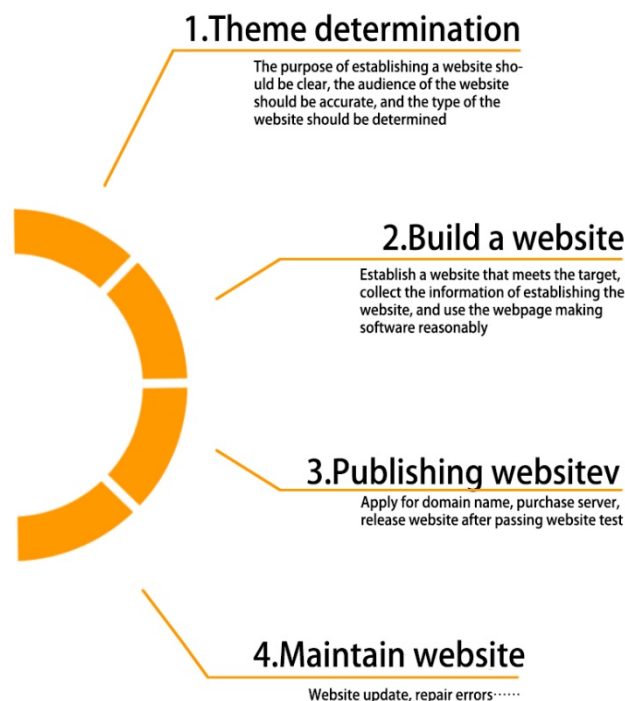 1.Theme determination
The purpose of establishing a website sho-
uld be clear, the audience of the website
should be accurate, and the type of the
website should be determined
2.Build a website
Establish a website that meets the target,
collect the information of establishing the
website, and use the webpage making
software reasonably
3.Publishing websitev
Apply for domain name, purchase server,
release website after passing website test
4.Maintain website
Website update, repair errors······